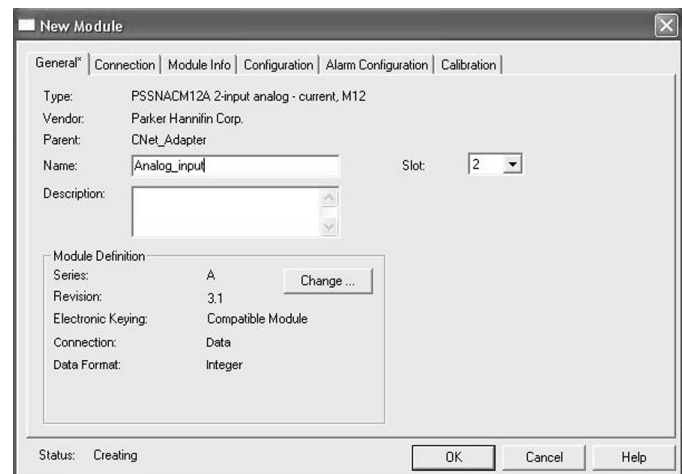 New Module
General* Connection Module Info Configuration Alarm Configuration Calibration
Type: PSSNACM12A 2-input analog - current, M12
Vendor: Parker Hannifin Corp.
Parent: CNet_Adapter
Name: Analog_input Slot: 2
Description:
Module Definition
Series: A Change ...
Revision: 3.1
Electronic Keying: Compatible Module
Connection: Data
Data Format: Integer
Status: Creating OK Cancel Help